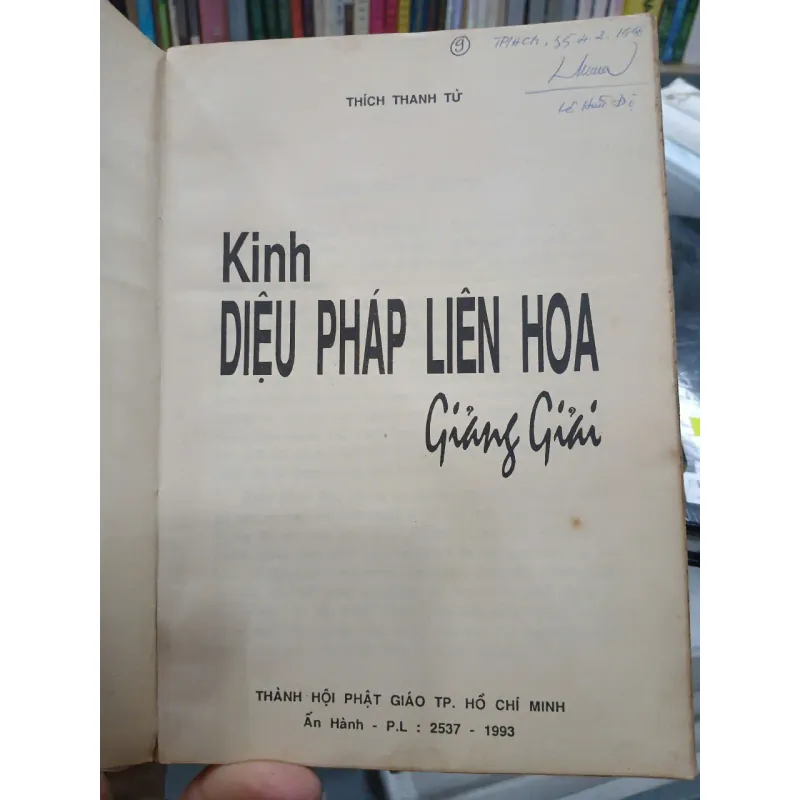 9
THÍCH THANH TỪ
Kinh
DIỆU PHÁP LIÊN HOA
Giảng Giải
THÀNH HỘI PHẬT GIÁO TP. HỒ CHÍ MINH
Ấn Hành - P.L : 2537 - 1993